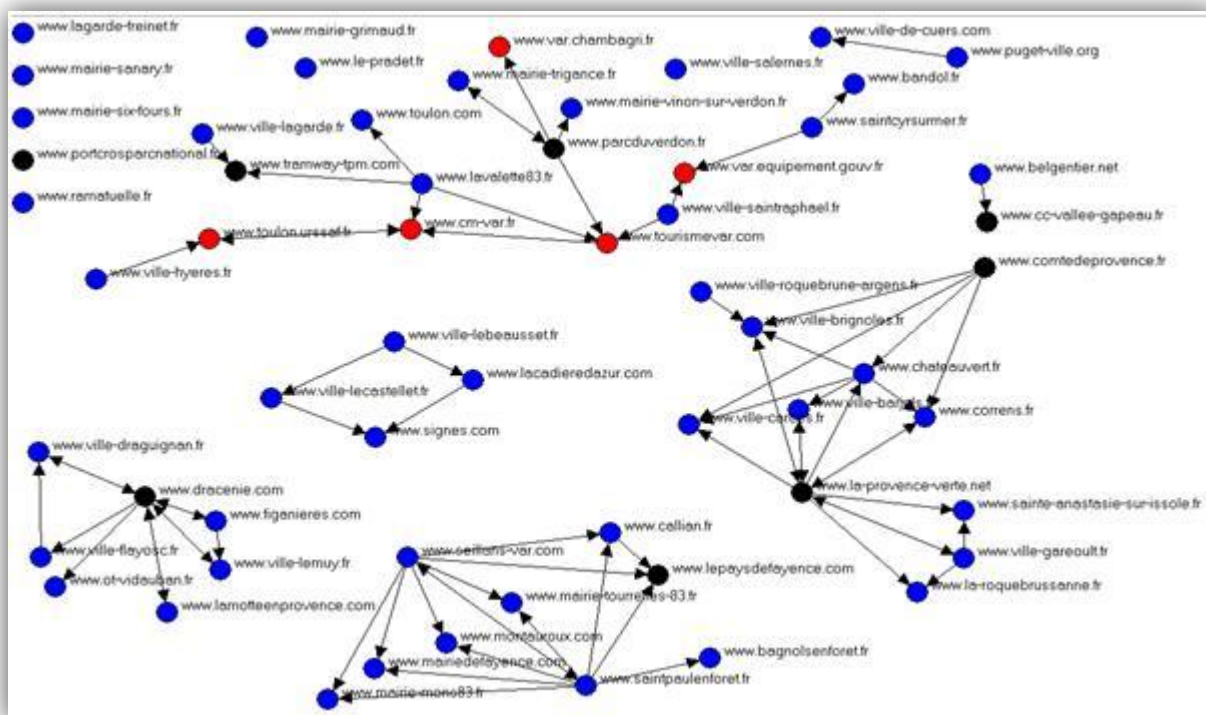 www.lagarde-freinet.fr
www.mairie-grimaud.fr
www.var.chambagri.fr
www.ville-de-cuers.com
www.puget-ville.org
www.mairie-sanary.fr
www.le-pradet.fr
www.mairie-trigance.fr
www.ville-salernes.fr
www.bandol.fr
www.mairie-six-fours.fr
www.ville-lagarde.fr
www.toulon.com
www.mairie-vinon-sur-verdon.fr
www.saintcyrsurmer.fr
www.portcrosparcnational.fr
www.tramway-tpm.com
www.parcduverdon.fr
www.var.equipement.gouv.fr
www.belgentier.net
www.ramatuelle.fr
www.lavalette83.fr
www.ville-saintraphael.fr
www.cc-vallee-gapeau.fr
www.toulon.urssaf.fr
www.cm-var.fr
www.tourismevar.com
www.ville-hyeres.fr
www.comtedeprovence.fr
www.ville-roquebrune-argens.fr
www.ville-brignoles.fr
www.ville-lebeausset.fr
www.lacadieredazur.com
www.chateauvert.fr
www.ville-lecastellet.fr
www.ville-carces.fr
www.ville-barjols.fr
www.correns.fr
www.signes.com
www.ville-draguignan.fr
www.dracenie.com
www.la-provence-verte.net
www.figanieres.com
www.sainte-anastasie-sur-issole.fr
www.callian.fr
www.ville-flayosc.fr
www.ville-lemuy.fr
www.seillans-var.com
www.lepaysdefayence.com
www.ville-gareoult.fr
www.ot-vidauban.fr
www.la-roquebrussanne.fr
www.lamotteenprovence.com
www.mairie-tourrettes-83.fr
www.montauroux.com
www.mairiedefayence.com
www.bagnolsenforet.fr
www.saintpaulenforet.fr
www.mairie-mons83.fr